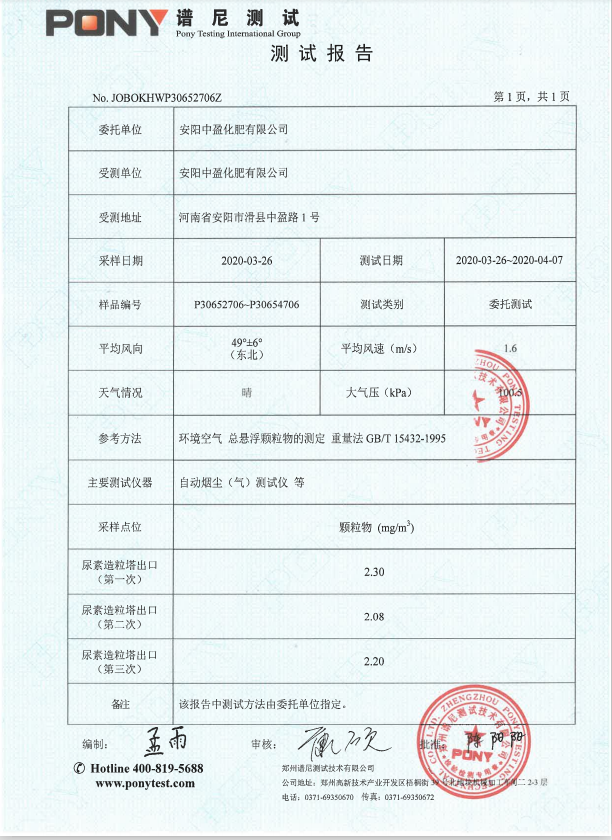 PONY 谱尼测试
Pony Testing International Group
测试报告
No. JOBOKHWP30652706Z 第 1 页，共 1 页
委托单位 安阳中盈化肥有限公司
受测单位 安阳中盈化肥有限公司
受测地址 河南省安阳市滑县中盈路 1 号
采样日期 2020-03-26 测试日期 2020-03-26~2020-04-07
样品编号 P30652706~P30654706 测试类别 委托测试
平均风向 49°±6°（东北） 平均风速（m/s） 1.6
天气情况 晴 大气压（kPa） 100.5
参考方法 环境空气 总悬浮颗粒物的测定 重量法 GB/T 15432-1995
主要测试仪器 自动烟尘（气）测试仪 等
采样点位 颗粒物 (mg/m³)
尿素造粒塔出口（第一次） 2.30
尿素造粒塔出口（第二次） 2.08
尿素造粒塔出口（第三次） 2.20
备注 该报告中测试方法由委托单位指定。
编制：孟雨 审核： 批准：
Hotline 400-819-5688
www.ponytest.com
郑州谱尼测试技术有限公司
公司地址：郑州高新技术产业开发区梧桐街 2-3 层
电话：0371-69350670 传真：0371-69350672